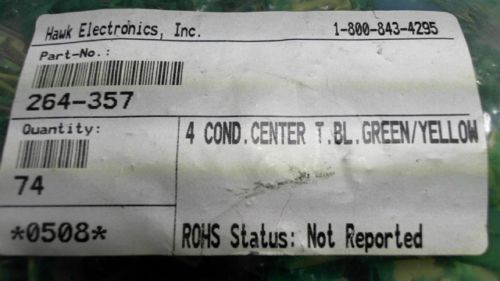 Hawk Electronics, Inc. 1-800-843-4295
Part-No.:
264-357
Quantity:
4 COND.CENTER T.BL.GREEN/YELLOW
74
*0508*
ROHS Status: Not Reported